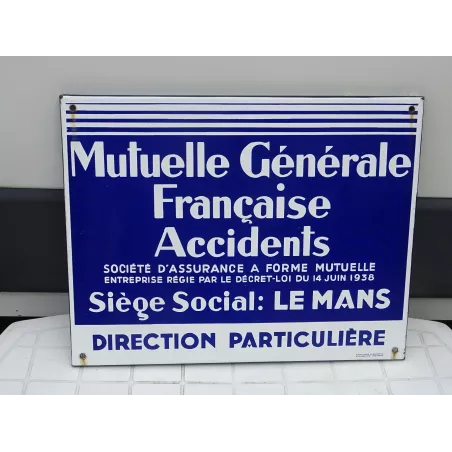 Mutuelle Générale
Française
Accidents
SOCIÉTÉ D'ASSURANCE A FORME MUTUELLE
ENTREPRISE RÉGIE PAR LE DÉCRET-LOI DU 14 JUIN 1938
Siège Social: LE MANS
DIRECTION PARTICULIÈRE